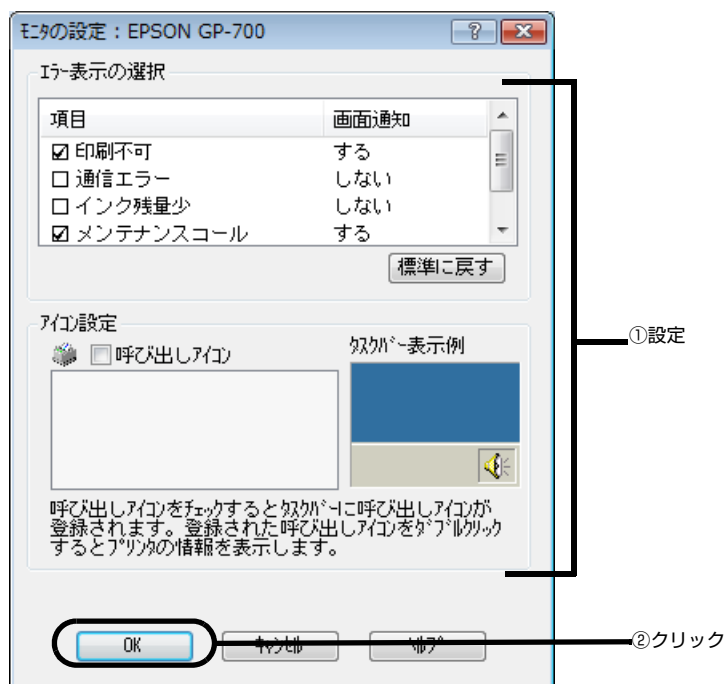 ﾓﾆﾀの設定：EPSON GP-700
ｴﾗｰ表示の選択
項目 画面通知
印刷不可 する
通信エラー しない
インク残量少 しない
メンテナンスコール する
標準に戻す
ｱｲｺﾝ設定
呼び出しｱｲｺﾝ
ﾀｽｸﾊﾞｰ表示例
呼び出しｱｲｺﾝをﾁｪｯｸするとﾀｽｸﾊﾞｰに呼び出しｱｲｺﾝが
登録されます。登録された呼び出しｱｲｺﾝをﾀﾞﾌﾞﾙｸﾘｯｸ
するとﾌﾟﾘﾝﾀの情報を表示します。
①設定
OK ｷｬﾝｾﾙ ﾍﾙﾌﾟ
②クリック